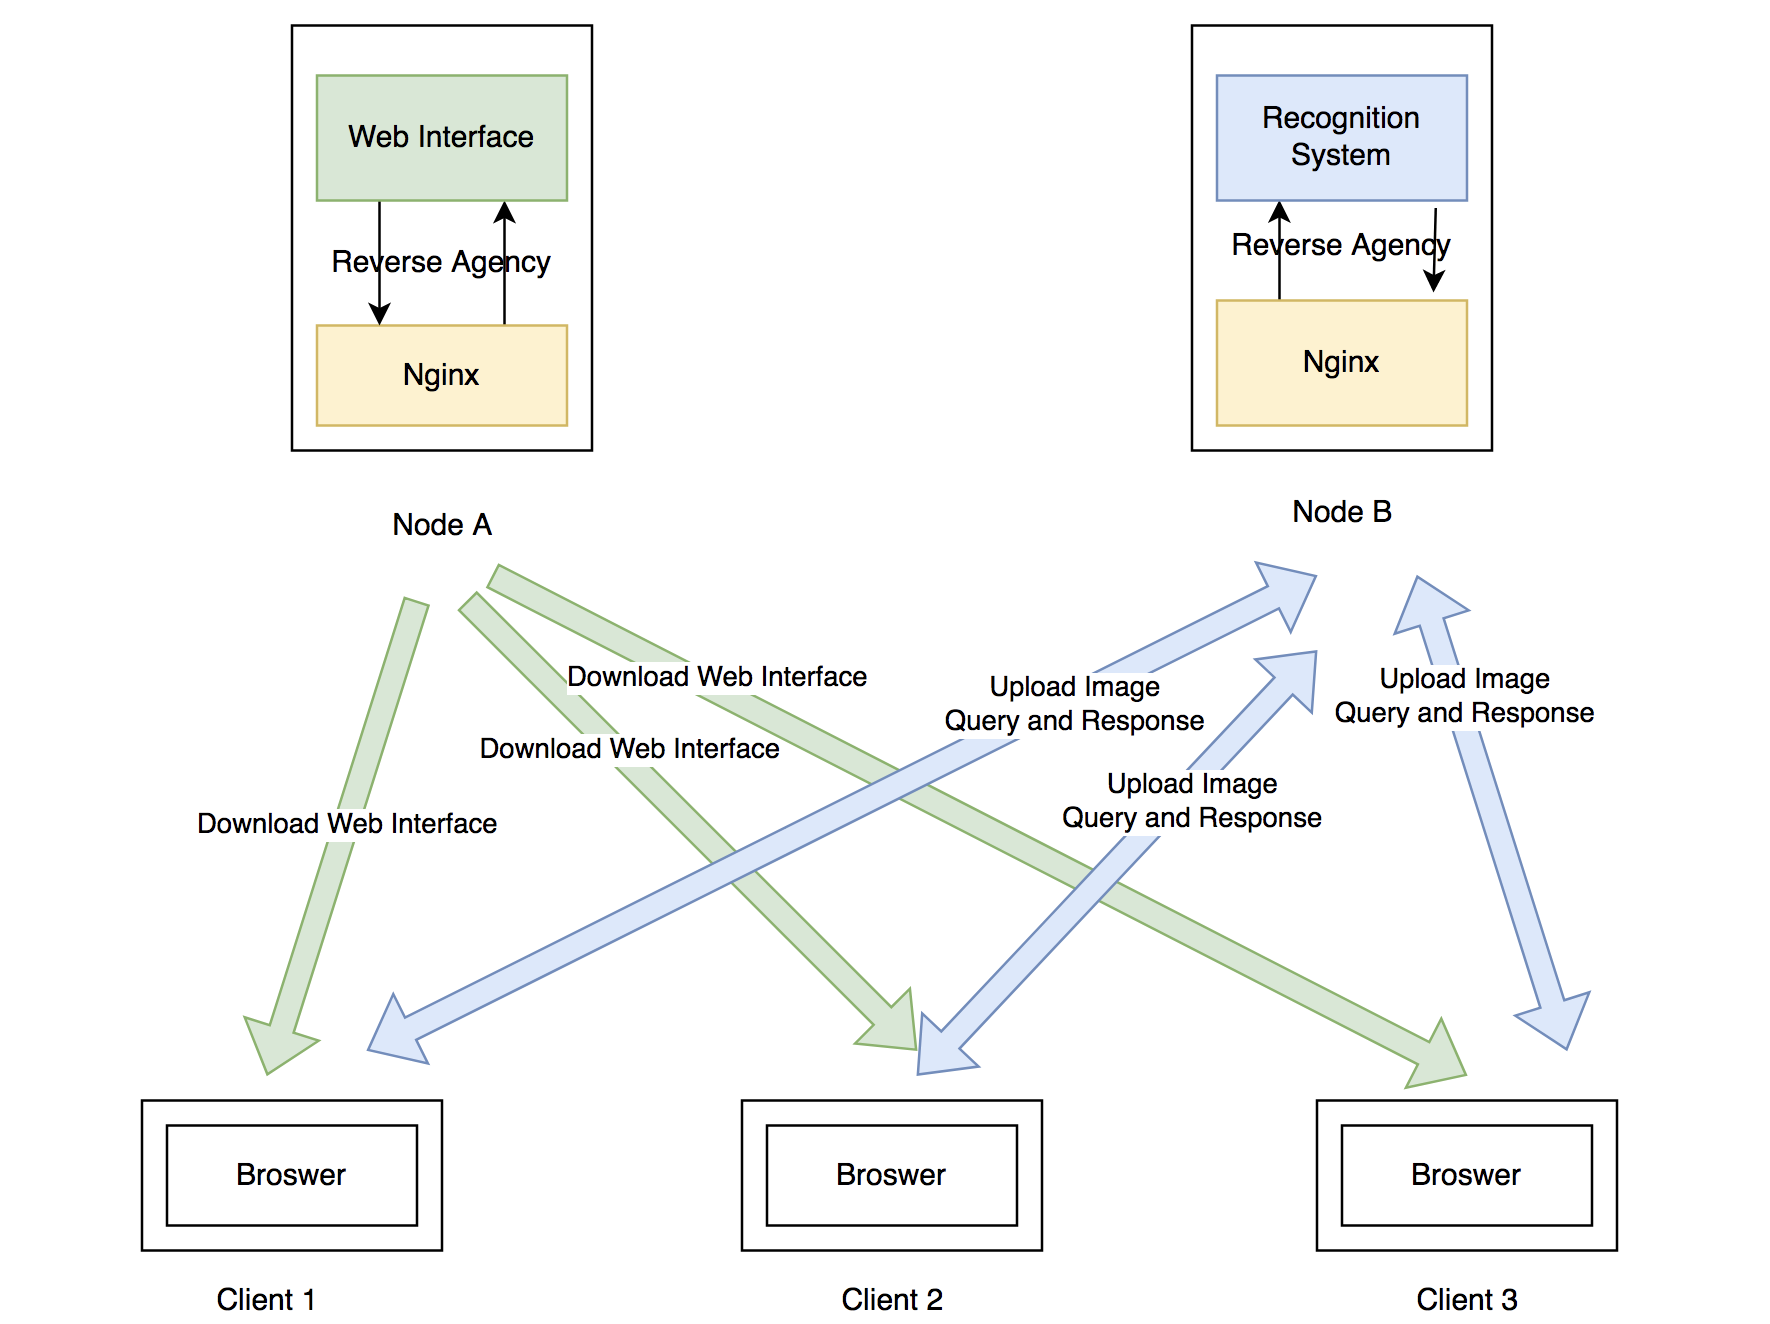 Web Interface
Reverse Agency
Nginx
Node A
Recognition
System
Reverse Agency
Nginx
Node B
Download Web Interface
Download Web Interface
Download Web Interface
Upload Image
Query and Response
Upload Image
Query and Response
Upload Image
Query and Response
Broswer
Client 1
Broswer
Client 2
Broswer
Client 3